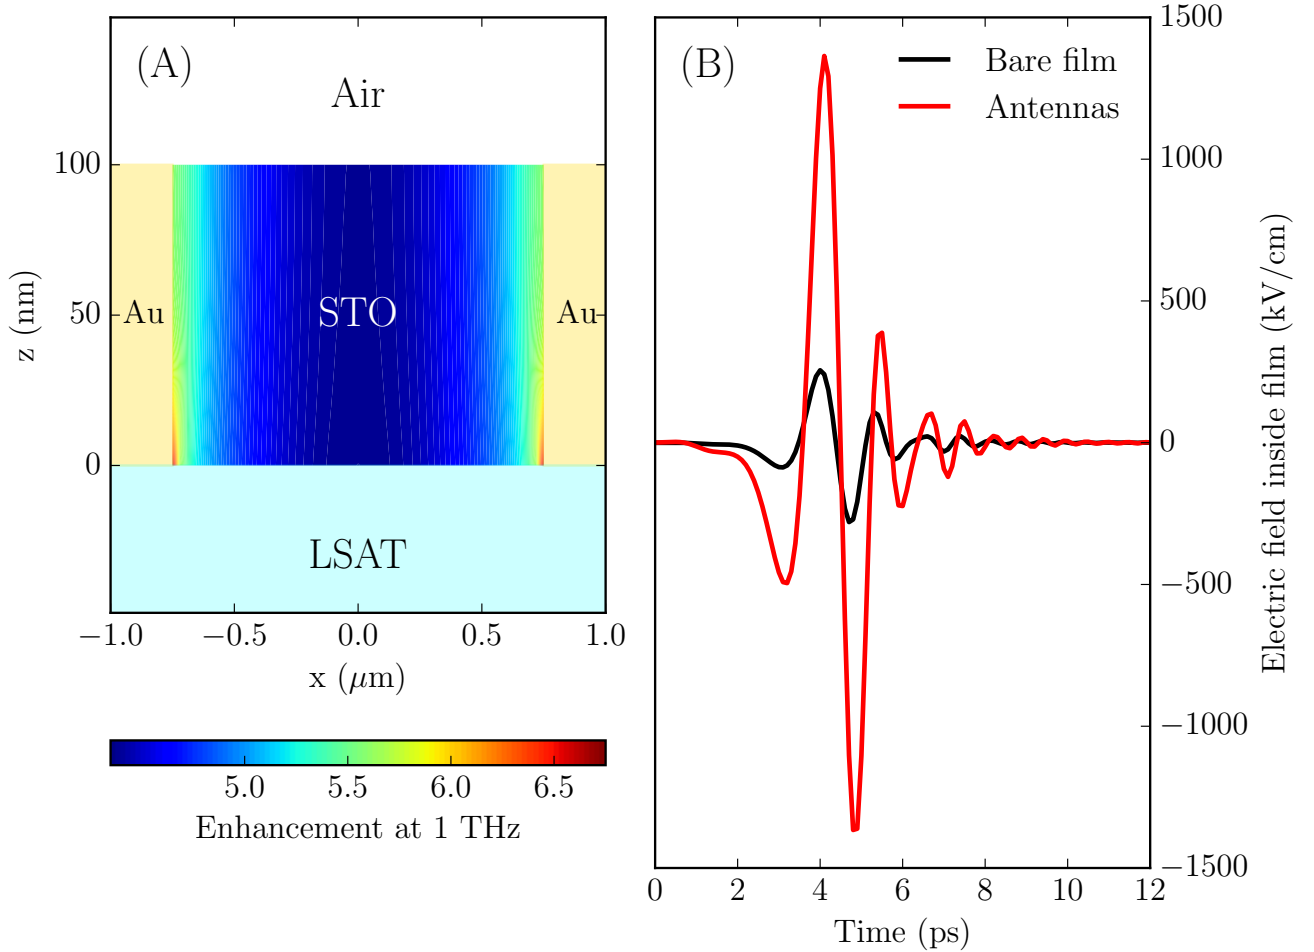 (A)
Air
100
50
0
z (nm)
Au
STO
Au
LSAT
−1.0
−0.5
0.0
0.5
1.0
x (μm)
5.0
5.5
6.0
6.5
Enhancement at 1 THz
(B)
Bare film
Antennas
1500
1000
500
0
−500
−1000
−1500
Electric field inside film (kV/cm)
0
2
4
6
8
10
12
Time (ps)